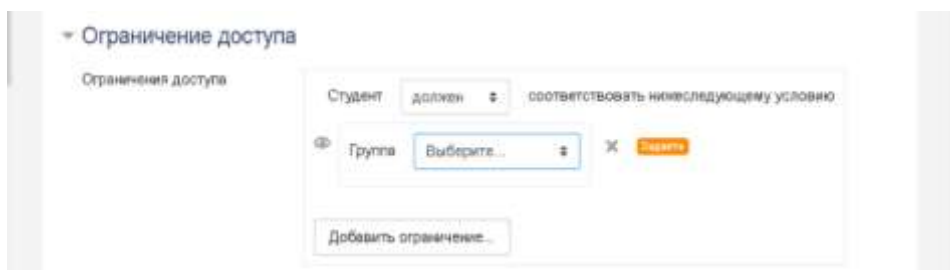 Ограничение доступа
Ограничения доступа
Студент должен соответствовать нижеследующему условию
Группа Выберите...
Добавить ограничение...